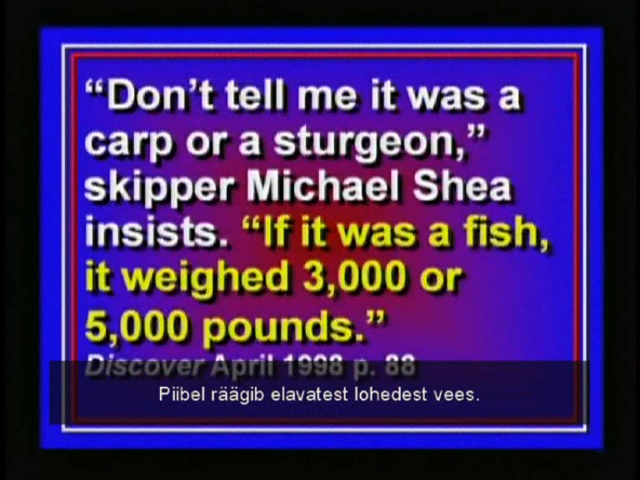 “Don’t tell me it was a
carp or a sturgeon,”
skipper Michael Shea
insists. “If it was a fish,
it weighed 3,000 or
5,000 pounds.”
Discover April 1998 p. 88
Piibel räägib elavatest lohedest vees.